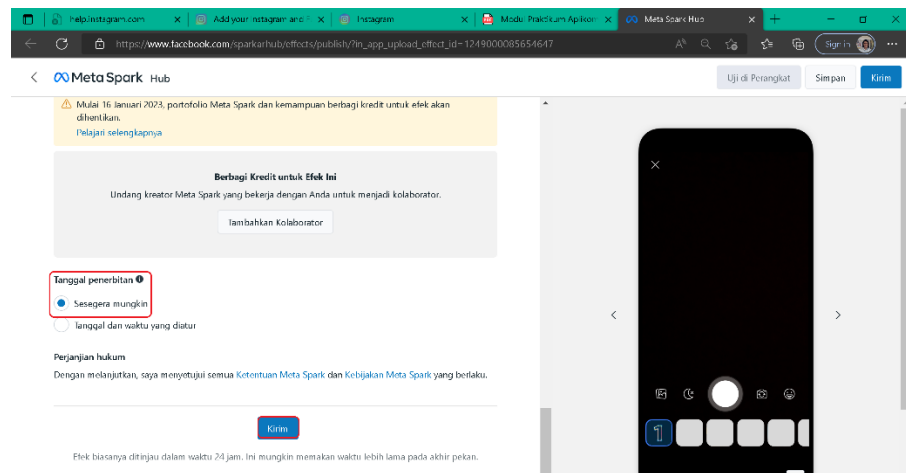 help.instagram.com
Add your Instagram and F
Instagram
Modul Praktikum Aplikom
Meta Spark Hub
https://www.facebook.com/sparkarhub/effects/publish/?in_app_upload_effect_id=1249000085654647
Sign in
Meta Spark Hub
Uji di Perangkat
Simpan
Kirim
Mulai 16 Januari 2023, portofolio Meta Spark dan kemampuan berbagi kredit untuk efek akan
dihentikan.
Pelajari selengkapnya
Berbagi Kredit untuk Efek Ini
Undang kreator Meta Spark yang bekerja dengan Anda untuk menjadi kolaborator.
Tambahkan Kolaborator
Tanggal penerbitan
Sesegera mungkin
Tanggal dan waktu yang diatur
Perjanjian hukum
Dengan melanjutkan, saya menyetujui semua Ketentuan Meta Spark dan Kebijakan Meta Spark yang berlaku.
Kirim
Efek biasanya ditinjau dalam waktu 24 jam. Ini mungkin memakan waktu lebih lama pada akhir pekan.
1